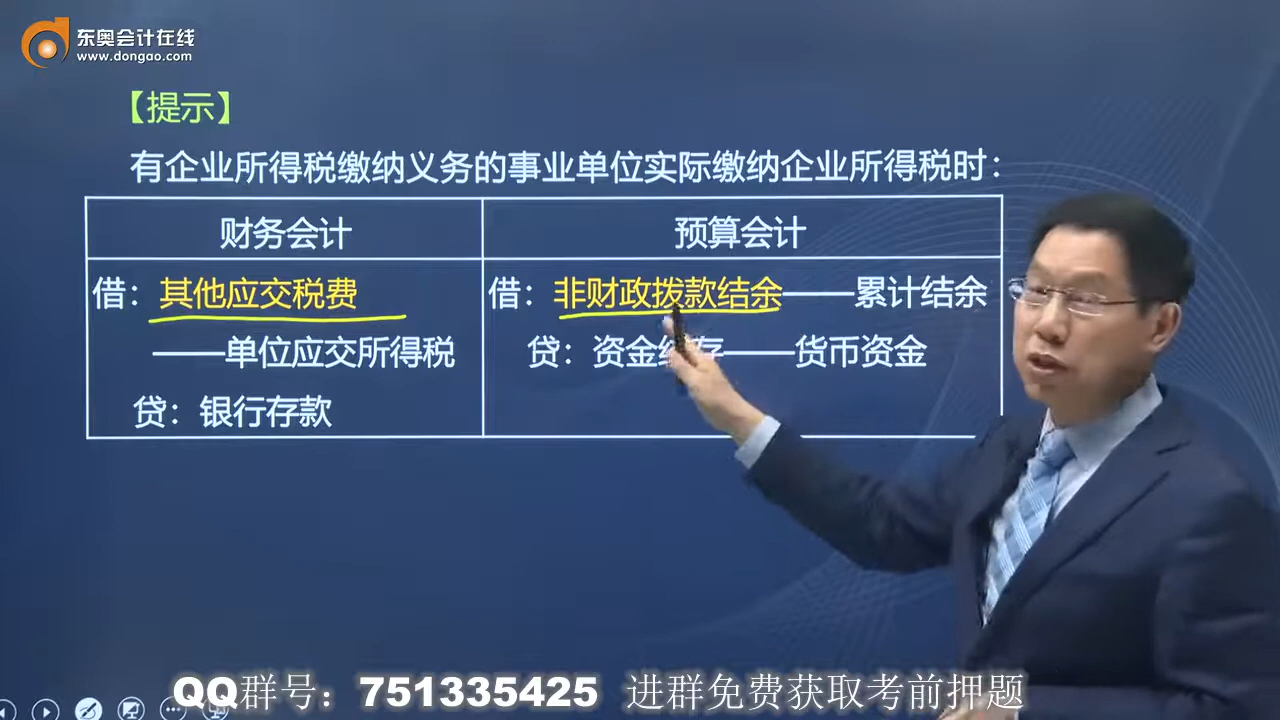 东奥会计在线
www.dongao.com
【提示】
有企业所得税缴纳义务的事业单位实际缴纳企业所得税时：
财务会计
预算会计
借：其他应交税费
——单位应交所得税
贷：银行存款
借：非财政拨款结余——累计结余
贷：资金结存——货币资金
QQ群号：751335425 进群免费获取考前押题